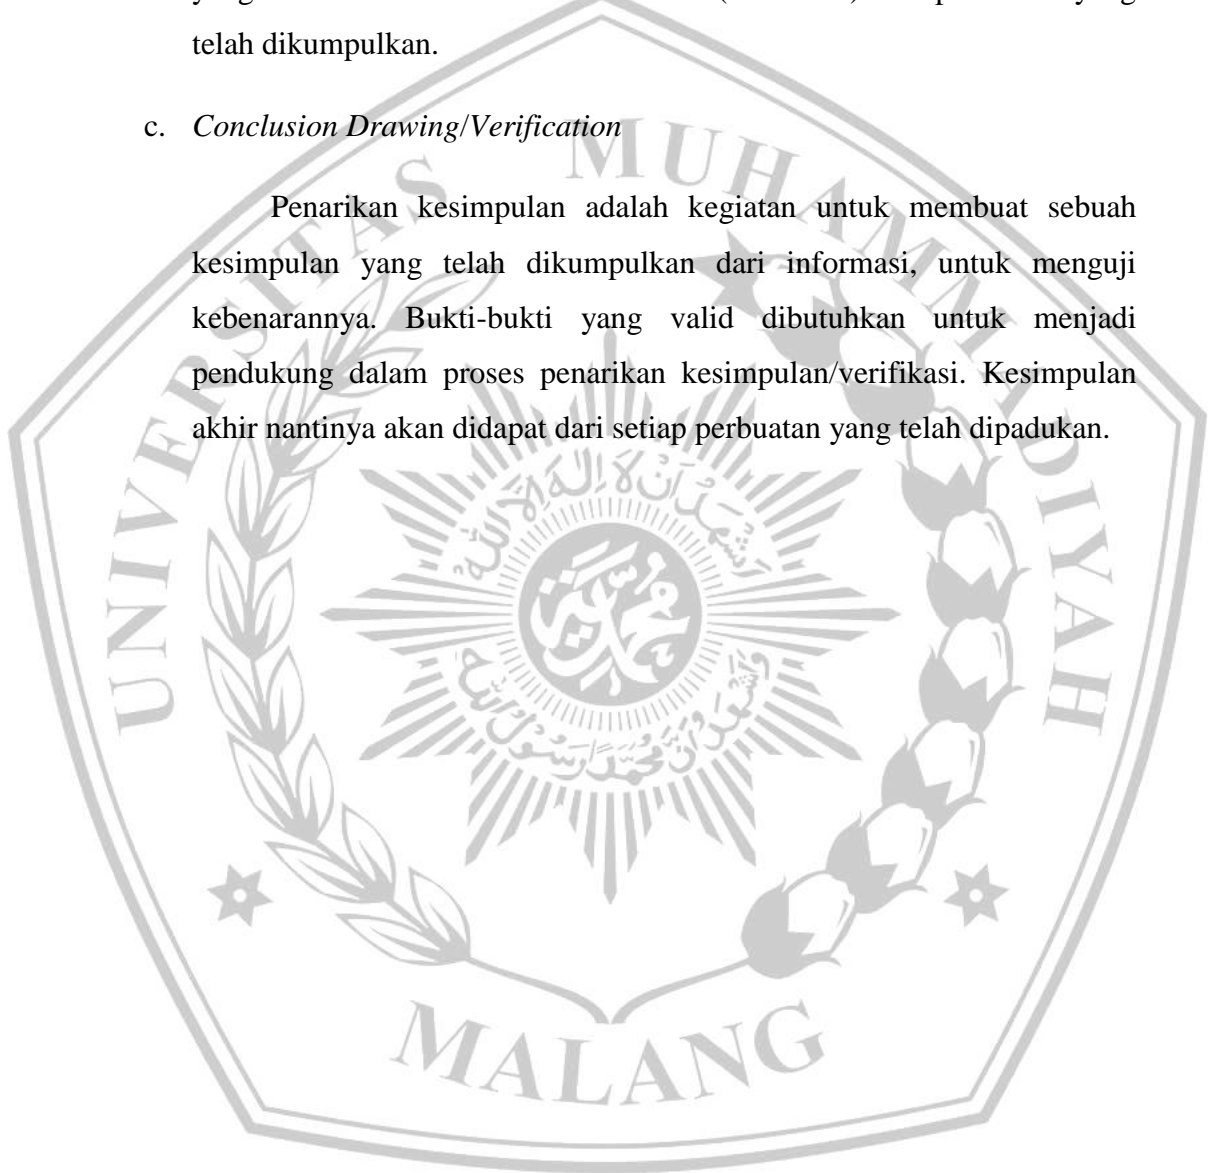 telah dikumpulkan.
c. Conclusion Drawing/Verification
Penarikan kesimpulan adalah kegiatan untuk membuat sebuah
kesimpulan yang telah dikumpulkan dari informasi, untuk menguji
kebenarannya. Bukti-bukti yang valid dibutuhkan untuk menjadi
pendukung dalam proses penarikan kesimpulan/verifikasi. Kesimpulan
akhir nantinya akan didapat dari setiap perbuatan yang telah dipadukan.
UNIVERSITAS MUHAMMADIYAH
MALANG